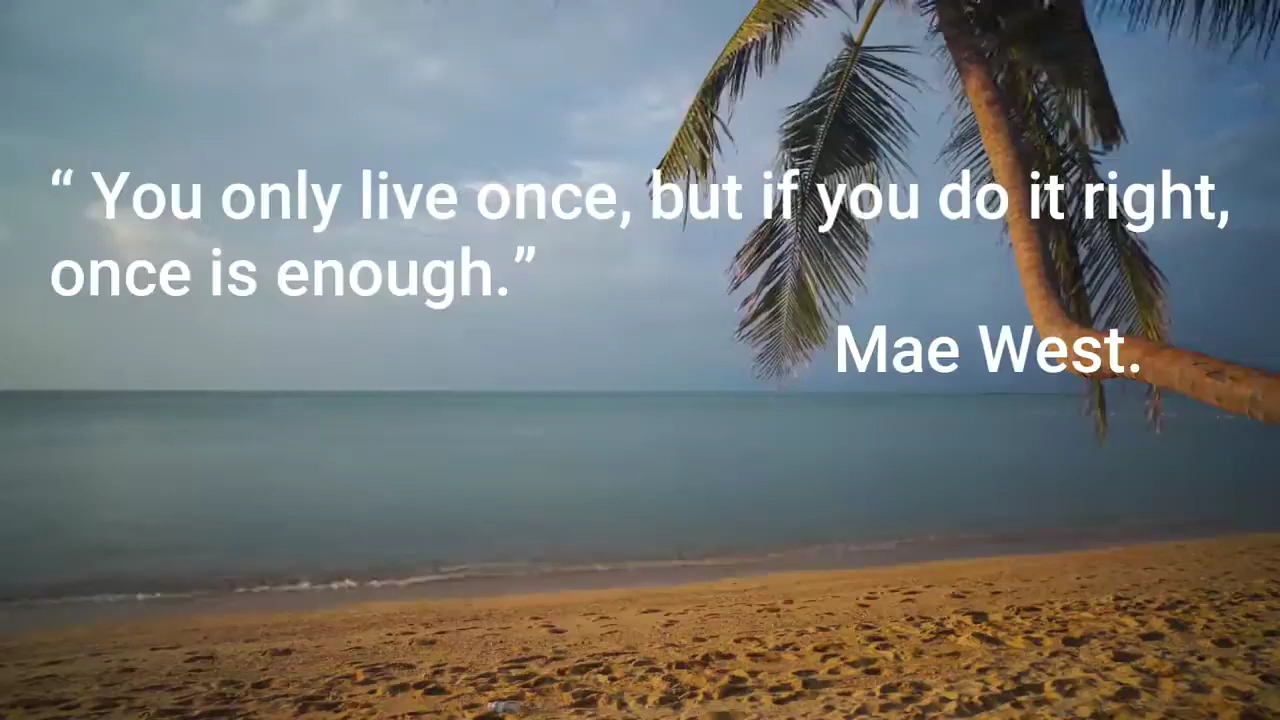 “ You only live once, but if you do it right,
once is enough.”
Mae West.